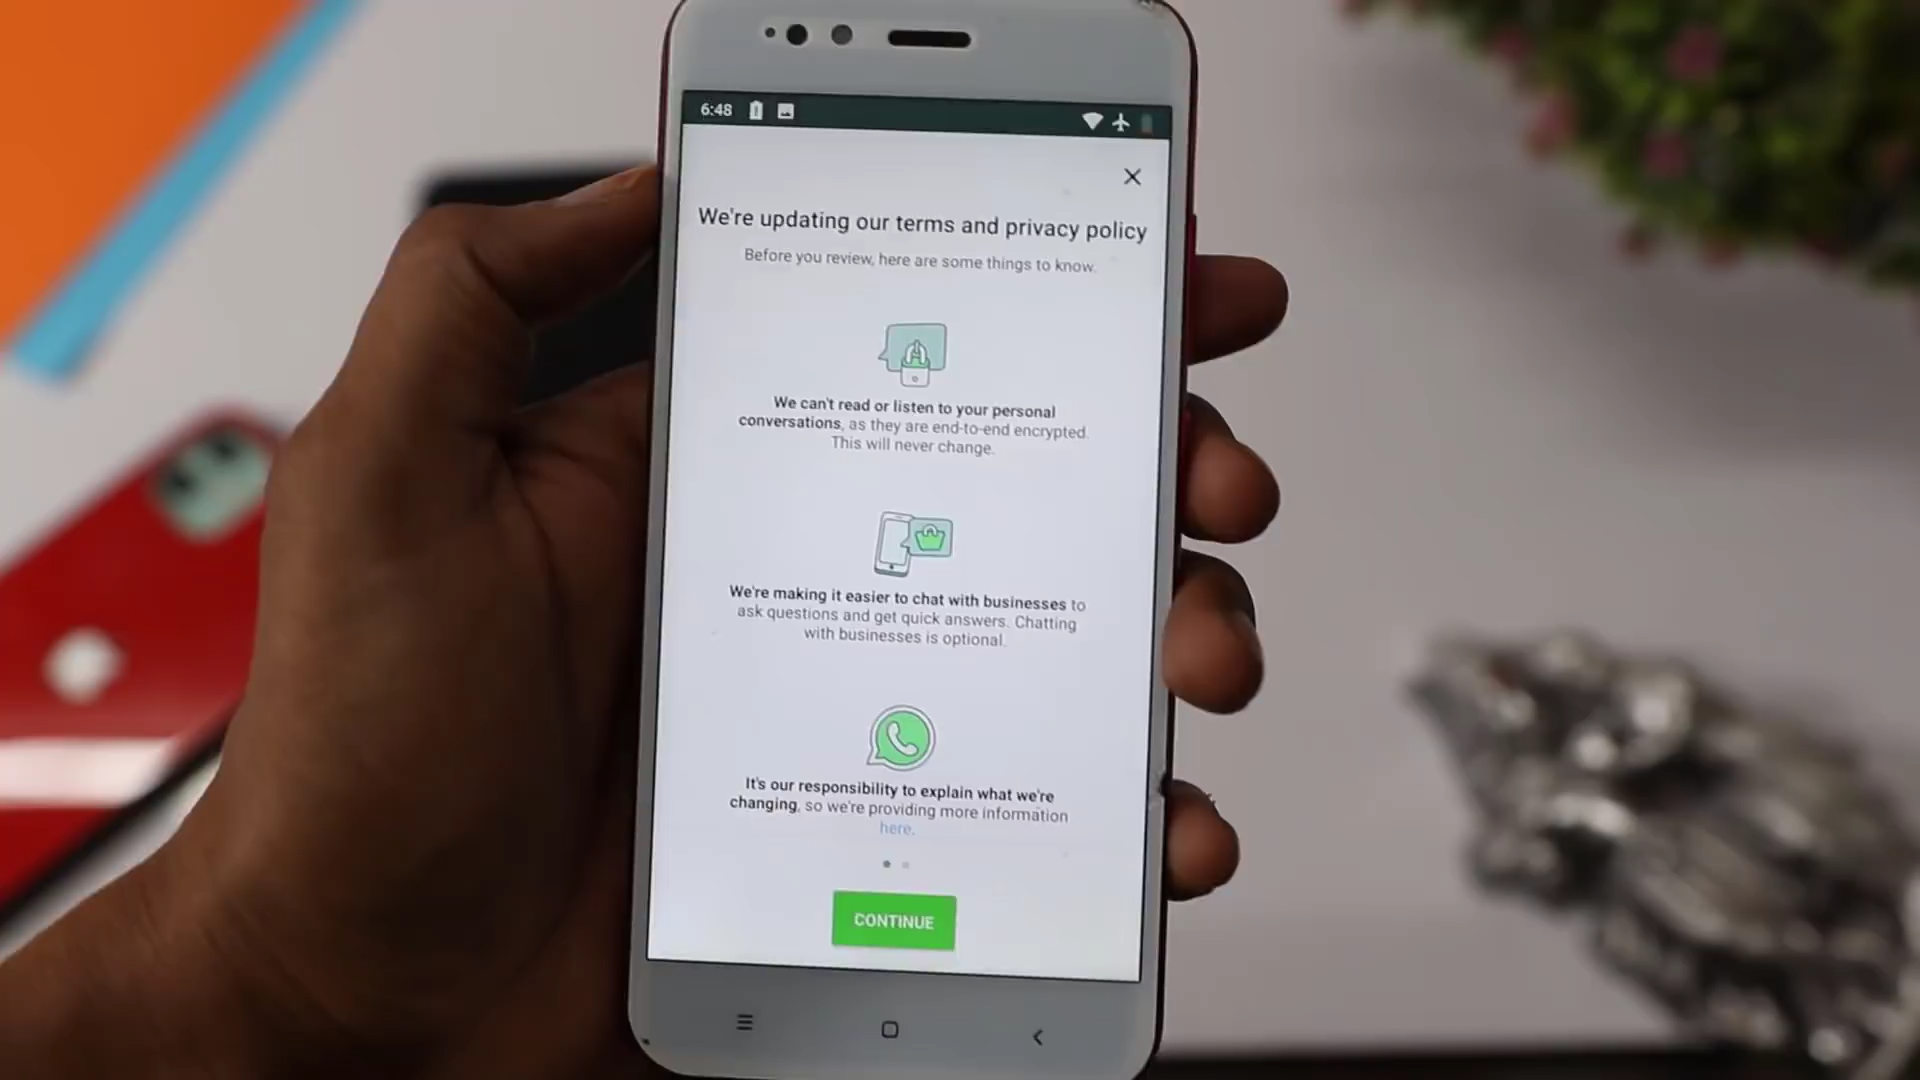 6:48
We're updating our terms and privacy policy
Before you review, here are some things to know.
We can't read or listen to your personal
conversations, as they are end-to-end encrypted.
This will never change.
We're making it easier to chat with businesses to
ask questions and get quick answers. Chatting
with businesses is optional.
It's our responsibility to explain what we're
changing, so we're providing more information
here.
CONTINUE